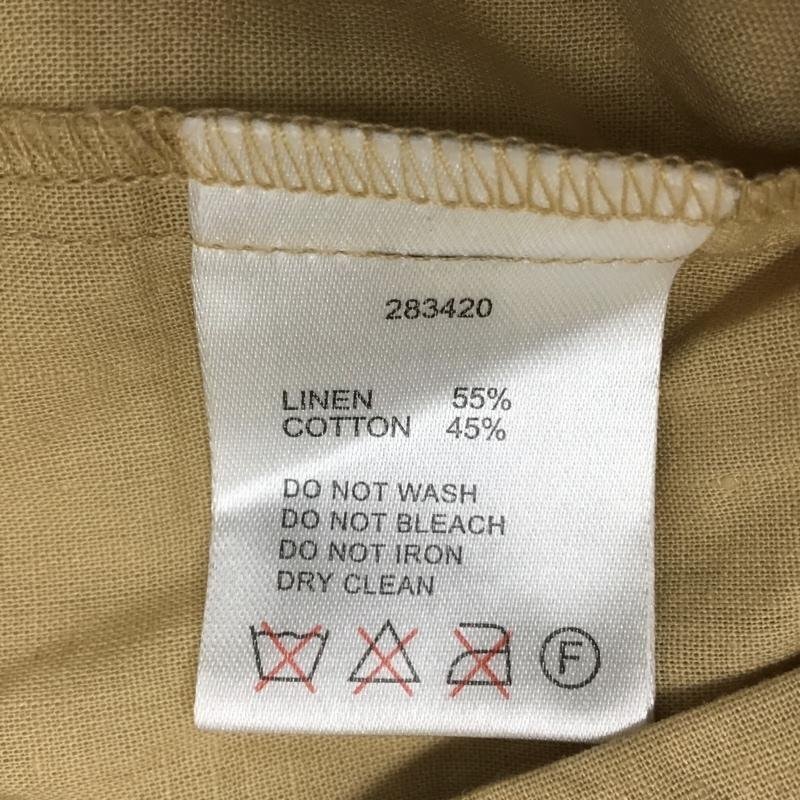 283420
LINEN 55%
COTTON 45%
DO NOT WASH
DO NOT BLEACH
DO NOT IRON
DRY CLEAN
F